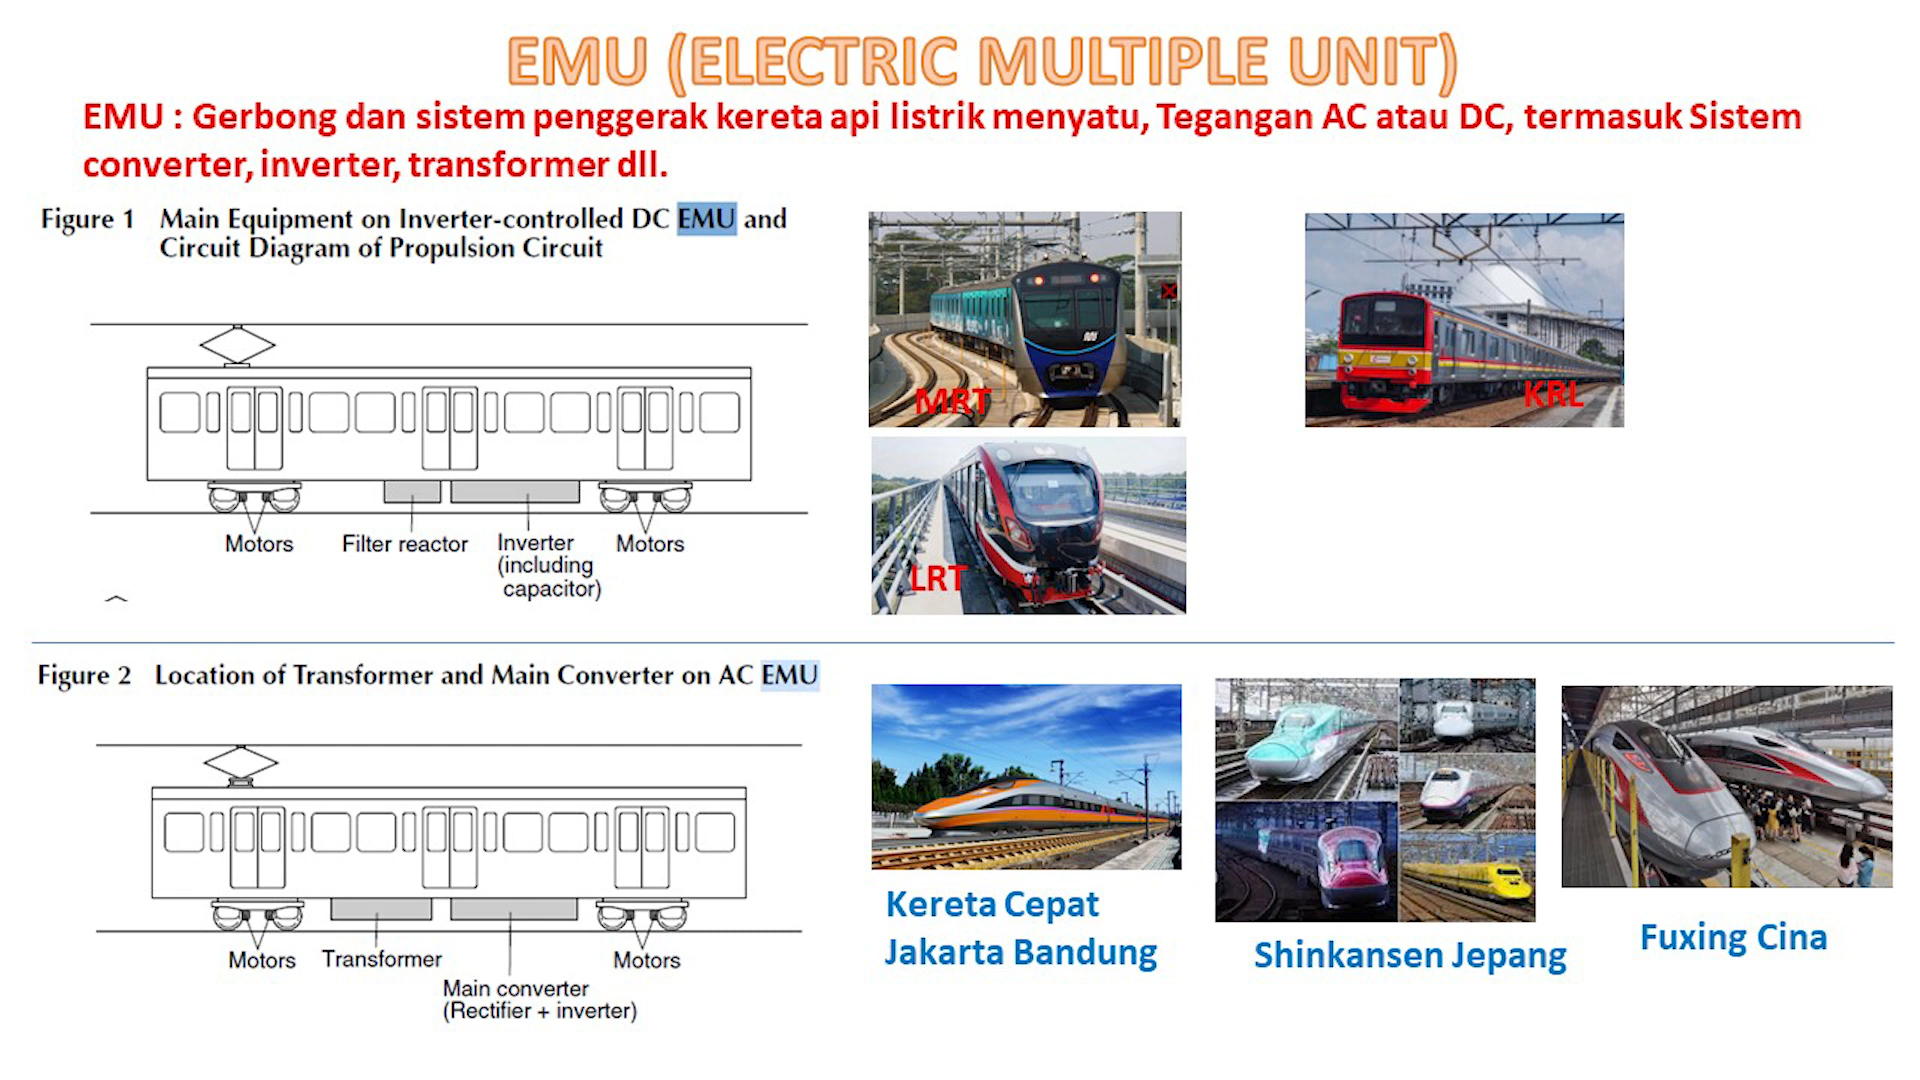 EMU (ELECTRIC MULTIPLE UNIT)
EMU : Gerbong dan sistem penggerak kereta api listrik menyatu, Tegangan AC atau DC, termasuk Sistem
converter, inverter, transformer dll.
Figure 1 Main Equipment on Inverter-controlled DC EMU and
Circuit Diagram of Propulsion Circuit
Motors
Filter reactor
Inverter
(including
capacitor)
Motors
MRT
KRL
LRT
Figure 2 Location of Transformer and Main Converter on AC EMU
Motors
Transformer
Main converter
(Rectifier + inverter)
Motors
Kereta Cepat
Jakarta Bandung
Shinkansen Jepang
Fuxing Cina